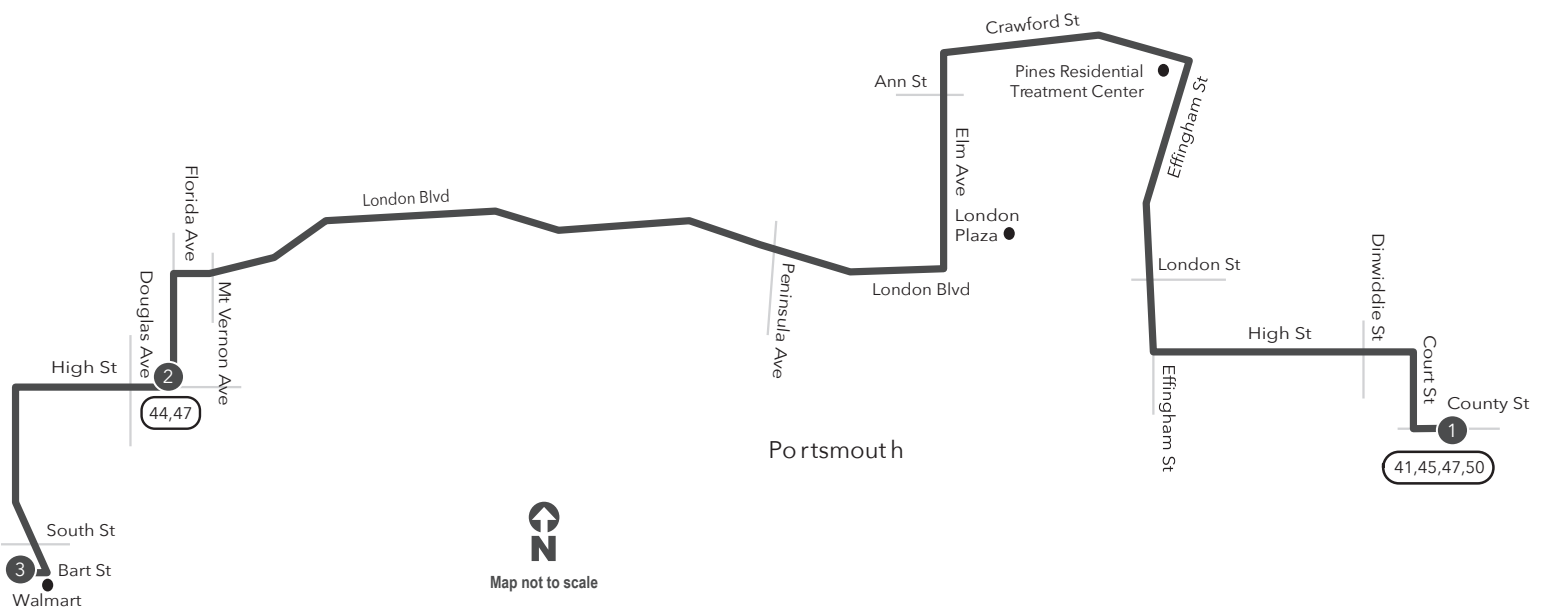 Crawford St
Pines Residential
Treatment Center
Ann St
Effingham St
Elm Ave
Florida Ave
London Blvd
London
Plaza
London St
Dinwiddie St
Peninsula Ave
Douglas Ave
Mt Vernon Ave
London Blvd
High St
Court St
High St
2
Effingham St
44,47
County St
1
Portsmouth
41,45,47,50
South St
N
3
Bart St
Map not to scale
Walmart